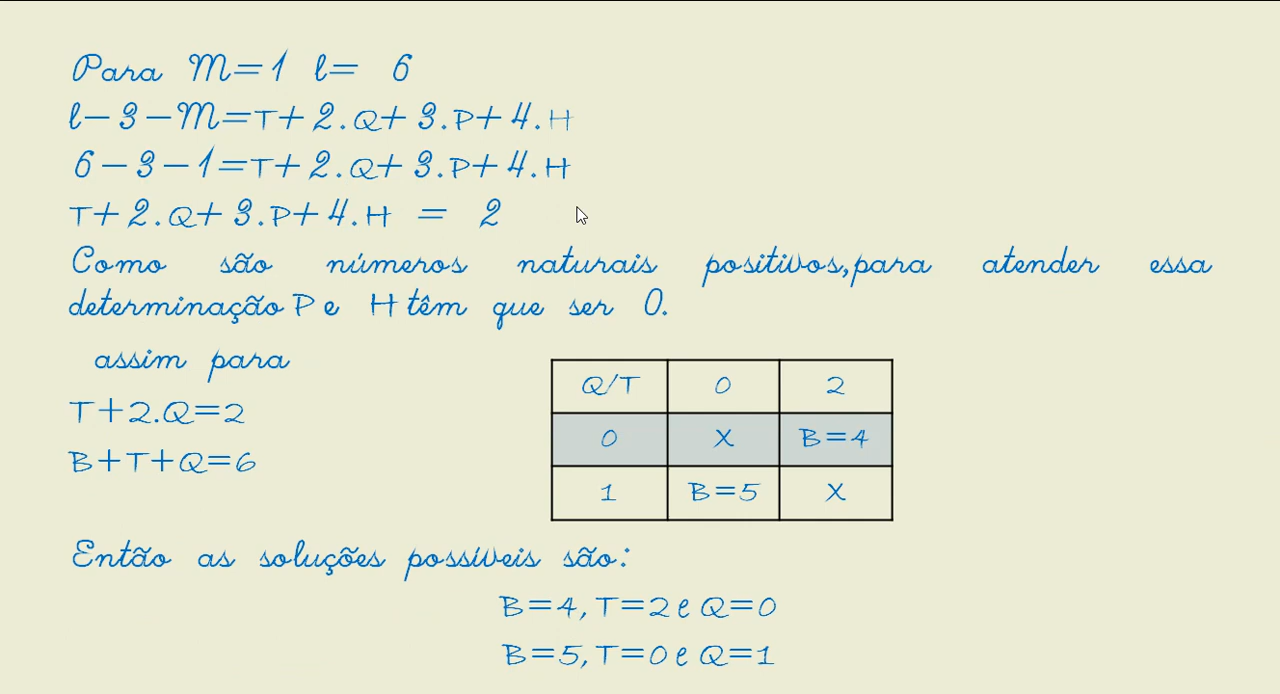 Para M=1 l= 6
l-3-M=T+2.Q+3.P+4.H
6-3-1=T+2.Q+3.P+4.H
T+2.Q+3.P+4.H = 2
Como são números naturais positivos,para atender essa
determinação P e H têm que ser 0.
assim para
T+2.Q=2
B+T+Q=6
Q/T 0 2
0 X B=4
1 B=5 X
Então as soluções possíveis são:
B=4, T=2 e Q=0
B=5, T=0 e Q=1